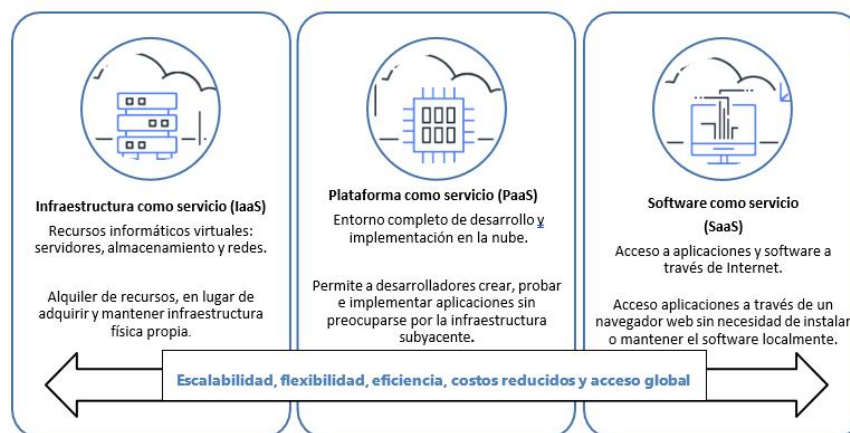 Infraestructura como servicio (IaaS)
Recursos informáticos virtuales:
servidores, almacenamiento y redes.
Alquiler de recursos, en lugar de
adquirir y mantener infraestructura
física propia.
Plataforma como servicio (PaaS)
Entorno completo de desarrollo y
implementación en la nube.
Permite a desarrolladores crear, probar
e implementar aplicaciones sin
preocuparse por la infraestructura
subyacente.
Software como servicio
(SaaS)
Acceso a aplicaciones y software a
través de Internet.
Acceso aplicaciones a través de un
navegador web sin necesidad de instalar
o mantener el software localmente.
Escalabilidad, flexibilidad, eficiencia, costos reducidos y acceso global